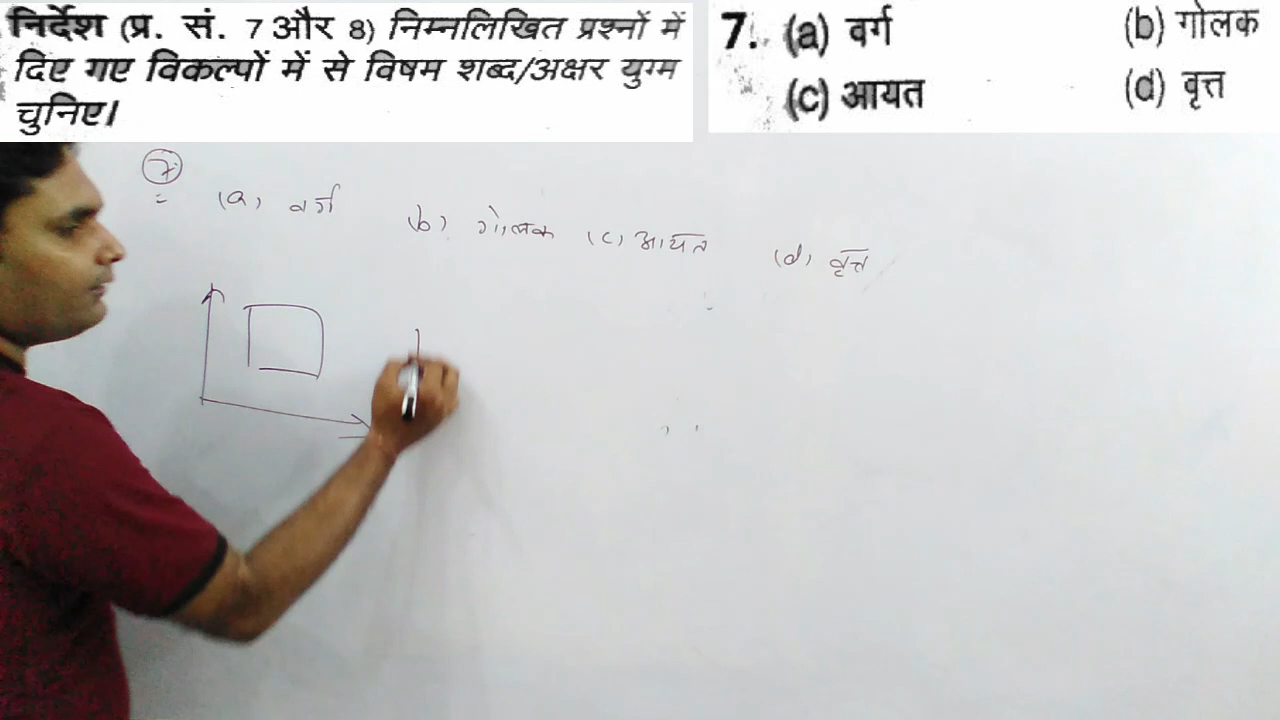 निर्देश (प्र. सं. 7 और 8) निम्नलिखित प्रश्नों में
दिए गए विकल्पों में से विषम शब्द/अक्षर युग्म
चुनिए।
7. (a) वर्ग (b) गोलक
(c) आयत (d) वृत्त
7
(a) वर्ग (b) गोलक (c) आयत (d) वृत्त